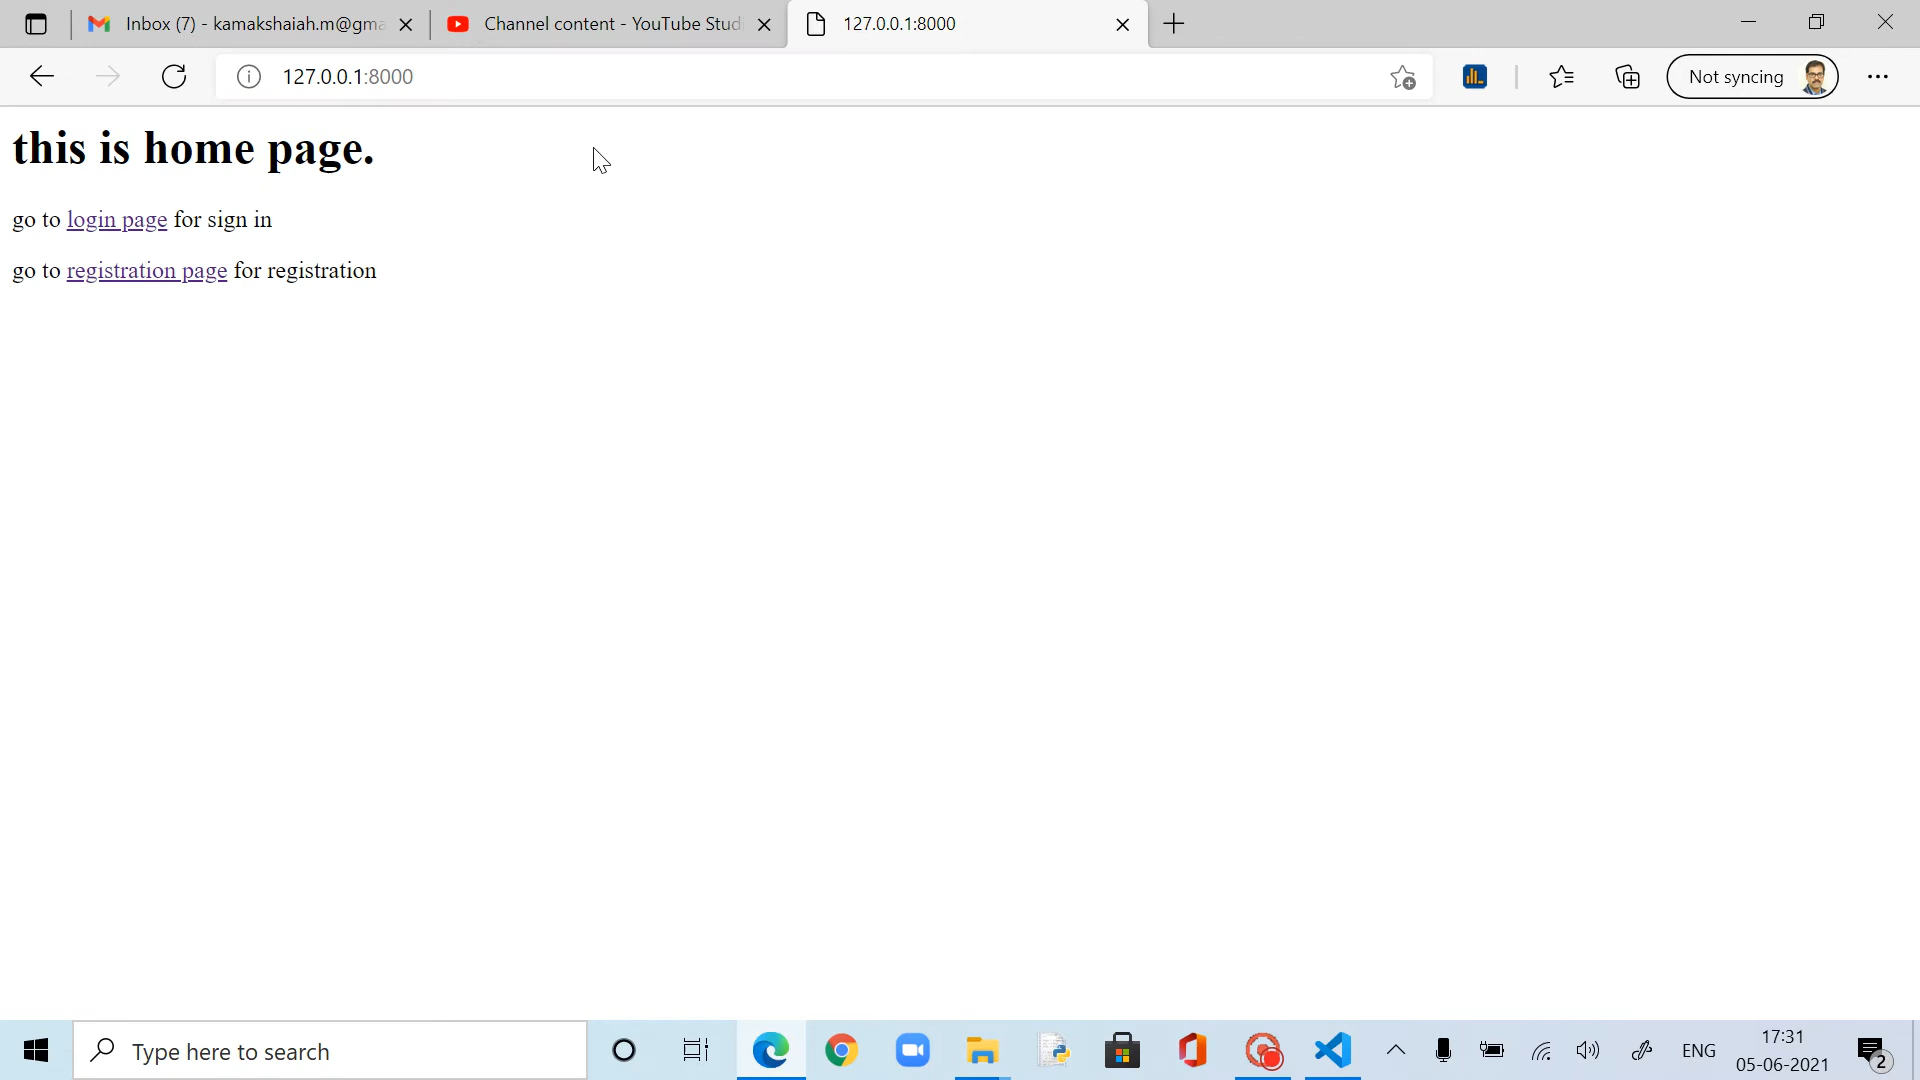 Inbox (7) - kamakshaiah.m@gma
Channel content - YouTube Stud
127.0.0.1:8000
127.0.0.1:8000
Not syncing
this is home page.
go to login page for sign in
go to registration page for registration
Type here to search
ENG
17:31
05-06-2021
2